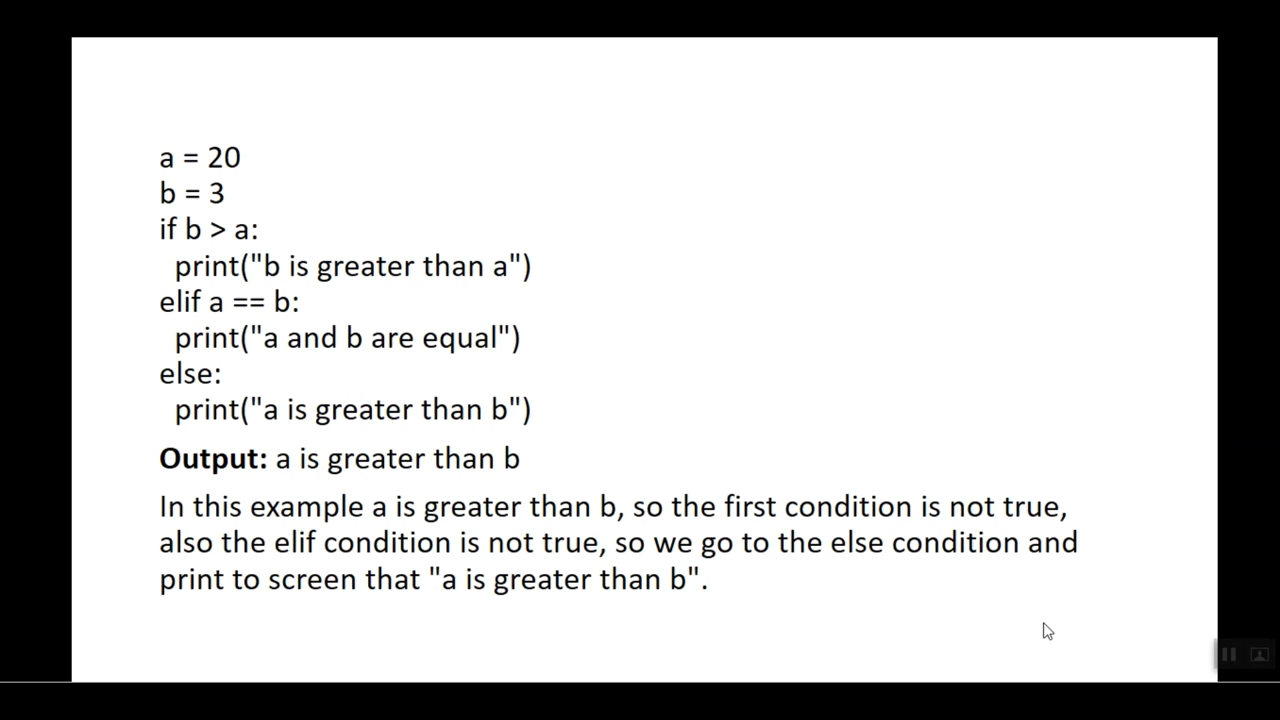 a = 20
b = 3
if b > a:
  print("b is greater than a")
elif a == b:
  print("a and b are equal")
else:
  print("a is greater than b")
Output: a is greater than b
In this example a is greater than b, so the first condition is not true,
also the elif condition is not true, so we go to the else condition and
print to screen that "a is greater than b".